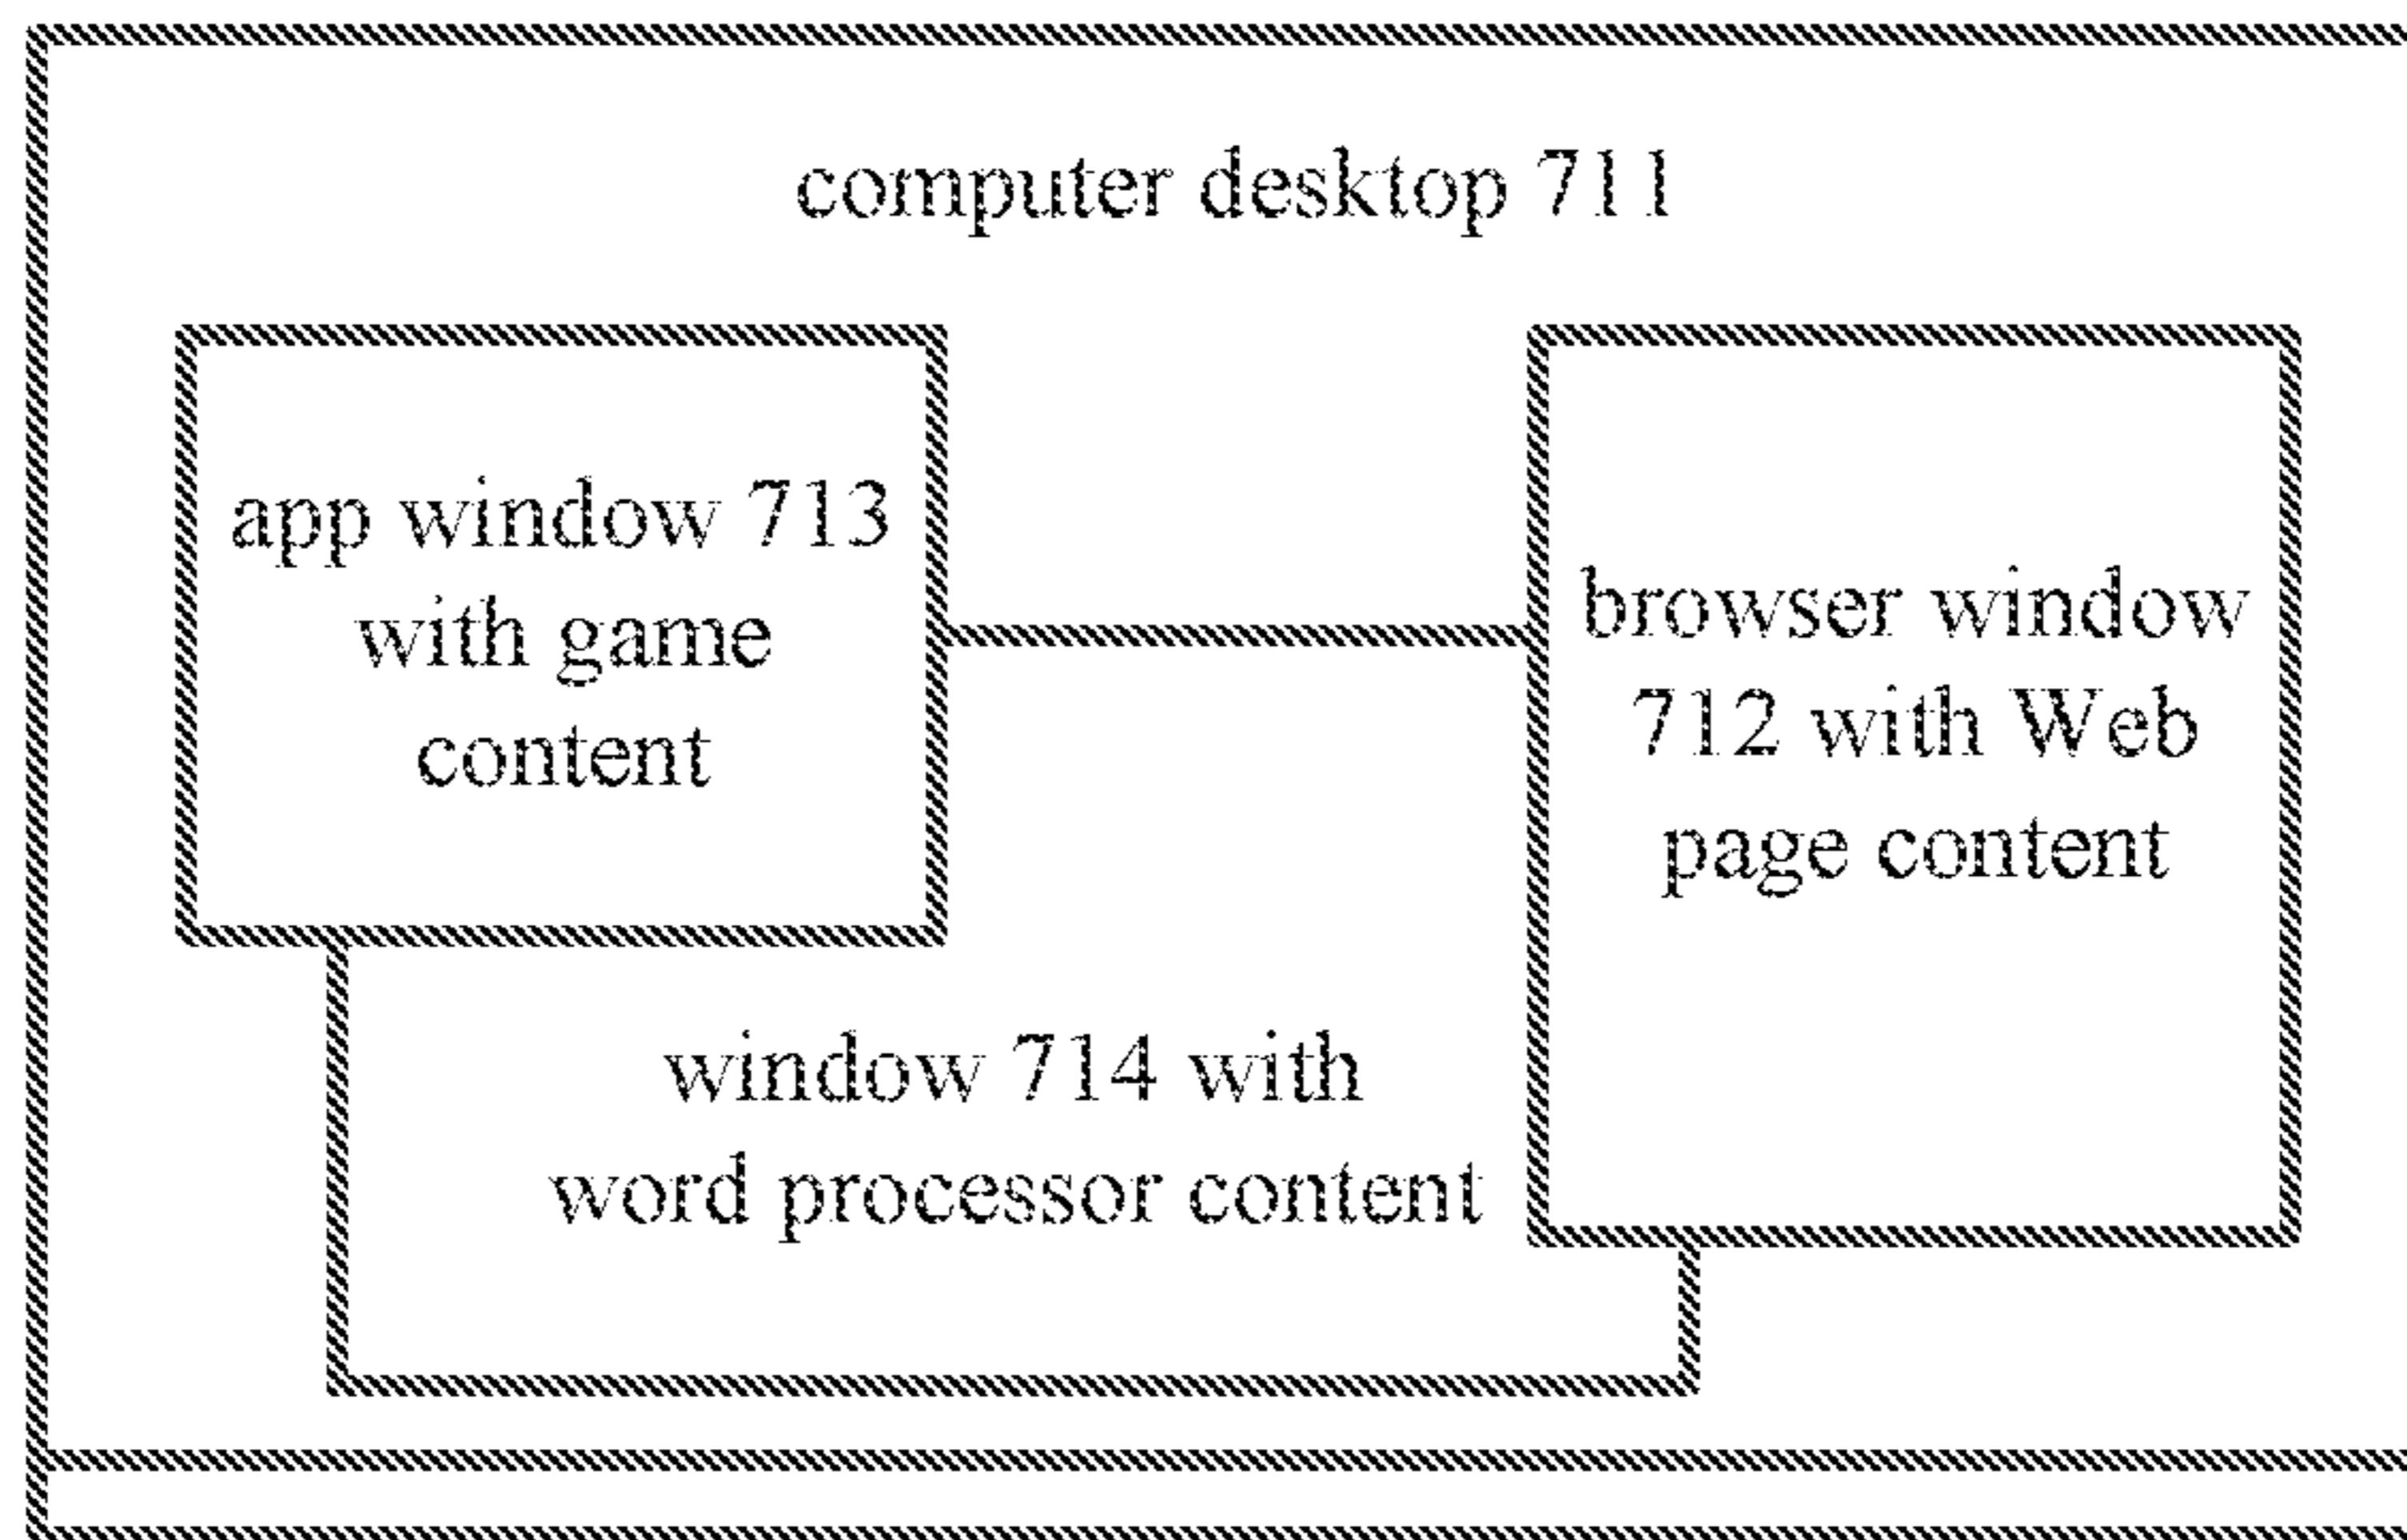 computer desktop 711
app window 713
with game
content
browser window
712 with Web
page content
window 714 with
word processor content